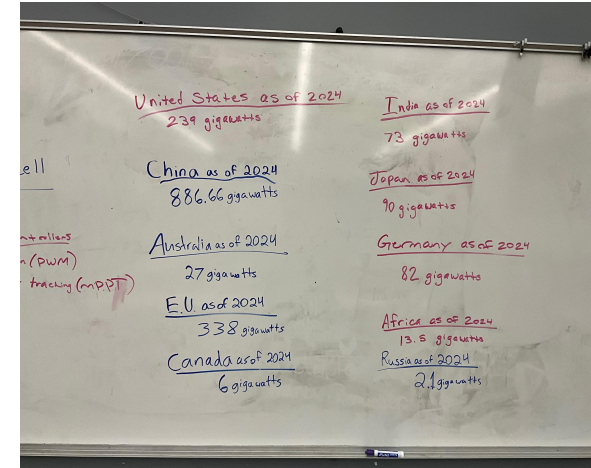 United States as of 2024
239 gigawatts
China as of 2024
886.66 gigawatts
Australia as of 2024
27 gigawatts
E.U. as of 2024
338 gigawatts
Canada as of 2024
6 gigawatts
India as of 2024
73 gigawatts
Japan as of 2024
90 gigawatts
Germany as of 2024
82 gigawatts
Africa as of 2024
13.5 gigawatts
Russia as of 2024
2.1 gigawatts
ell
ntrollers
n (PWM)
tracking (MPPT)